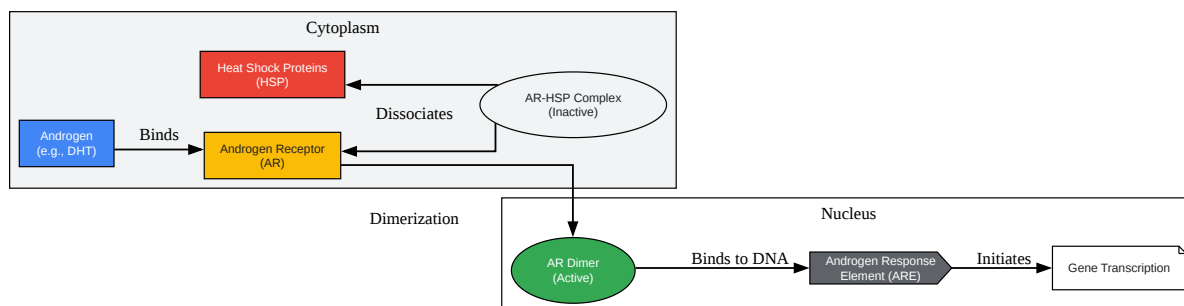 Cytoplasm
Heat Shock Proteins
(HSP)
AR-HSP Complex
(Inactive)
Dissociates
Androgen
(e.g., DHT)
Binds
Androgen Receptor
(AR)
Dimerization
Nucleus
AR Dimer
(Active)
Binds to DNA
Androgen Response
Element (ARE)
Initiates
Gene Transcription